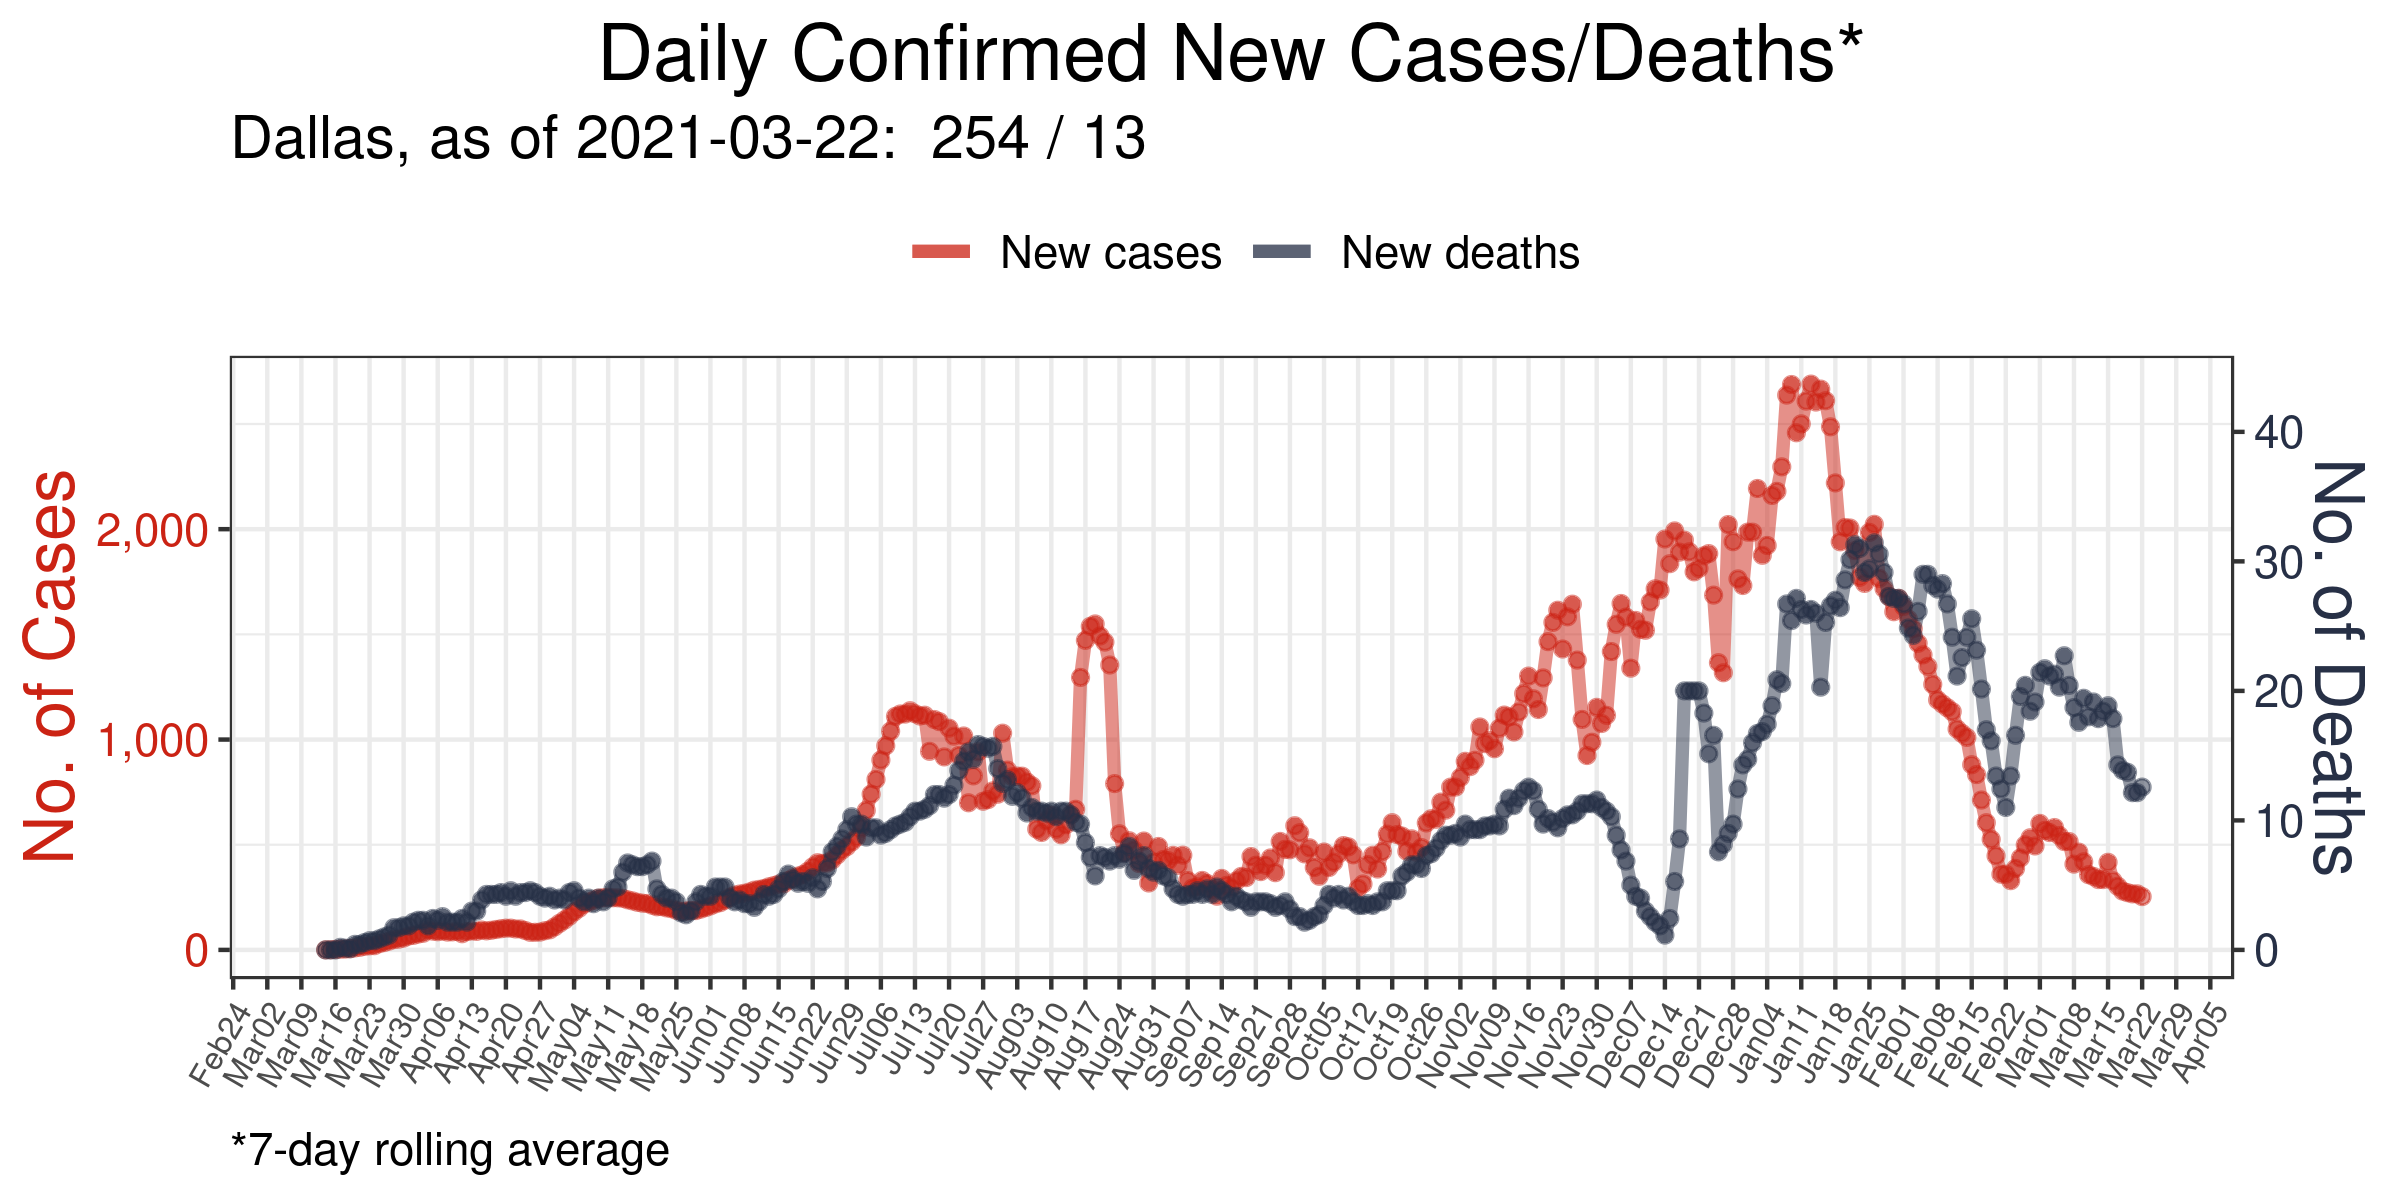 Daily Confirmed New Cases/Deaths*
Dallas, as of 2021-03-22:  254 / 13
New cases
New deaths
No. of Cases
2,000
1,000
0
40
30
20
10
0
No. of Deaths
Feb24
Mar02
Mar09
Mar16
Mar23
Mar30
Apr06
Apr13
Apr20
Apr27
May04
May11
May18
May25
Jun01
Jun08
Jun15
Jun22
Jun29
Jul06
Jul13
Jul20
Jul27
Aug03
Aug10
Aug17
Aug24
Aug31
Sep07
Sep14
Sep21
Sep28
Oct05
Oct12
Oct19
Oct26
Nov02
Nov09
Nov16
Nov23
Nov30
Dec07
Dec14
Dec21
Dec28
Jan04
Jan11
Jan18
Jan25
Feb01
Feb08
Feb15
Feb22
Mar01
Mar08
Mar15
Mar22
Mar29
Apr05
*7-day rolling average